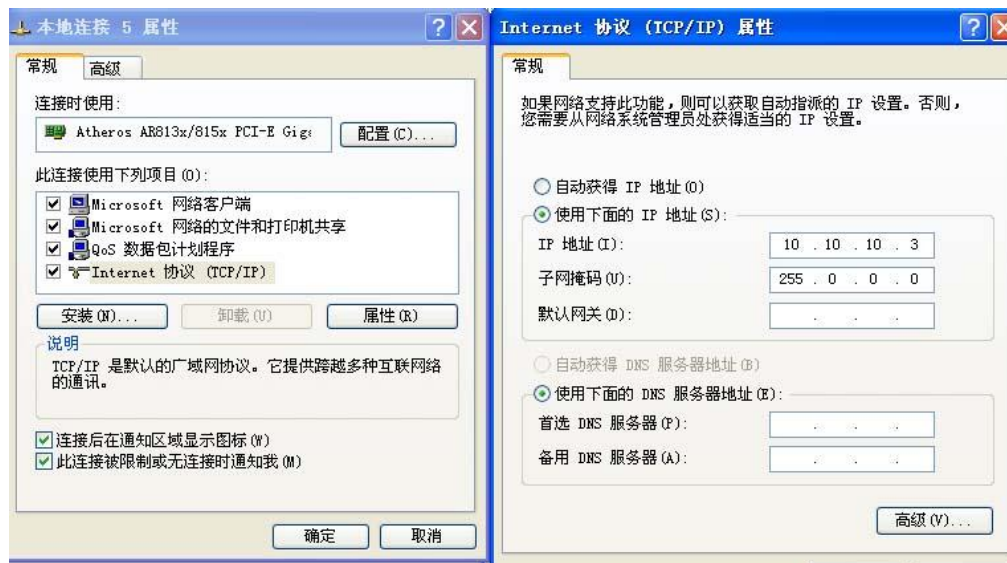 本地连接 5 属性
常规
高级
连接时使用:
Atheros AR813x/815x PCI-E Giga
配置(C)...
此连接使用下列项目(O):
Microsoft 网络客户端
Microsoft 网络的文件和打印机共享
QoS 数据包计划程序
Internet 协议 (TCP/IP)
安装(N)...
卸载(U)
属性(R)
说明
TCP/IP 是默认的广域网协议。它提供跨越多种互联网络
的通讯。
连接后在通知区域显示图标(W)
此连接被限制或无连接时通知我(M)
确定
取消
Internet 协议 (TCP/IP) 属性
常规
如果网络支持此功能，则可以获取自动指派的 IP 设置。否则，
您需要从网络系统管理员处获得适当的 IP 设置。
自动获得 IP 地址(O)
使用下面的 IP 地址(S):
IP 地址(I):
10 . 10 . 10 . 3
子网掩码(U):
255 . 0 . 0 . 0
默认网关(D):
. . .
自动获得 DNS 服务器地址(B)
使用下面的 DNS 服务器地址(E):
首选 DNS 服务器(P):
. . .
备用 DNS 服务器(A):
. . .
高级(V)...